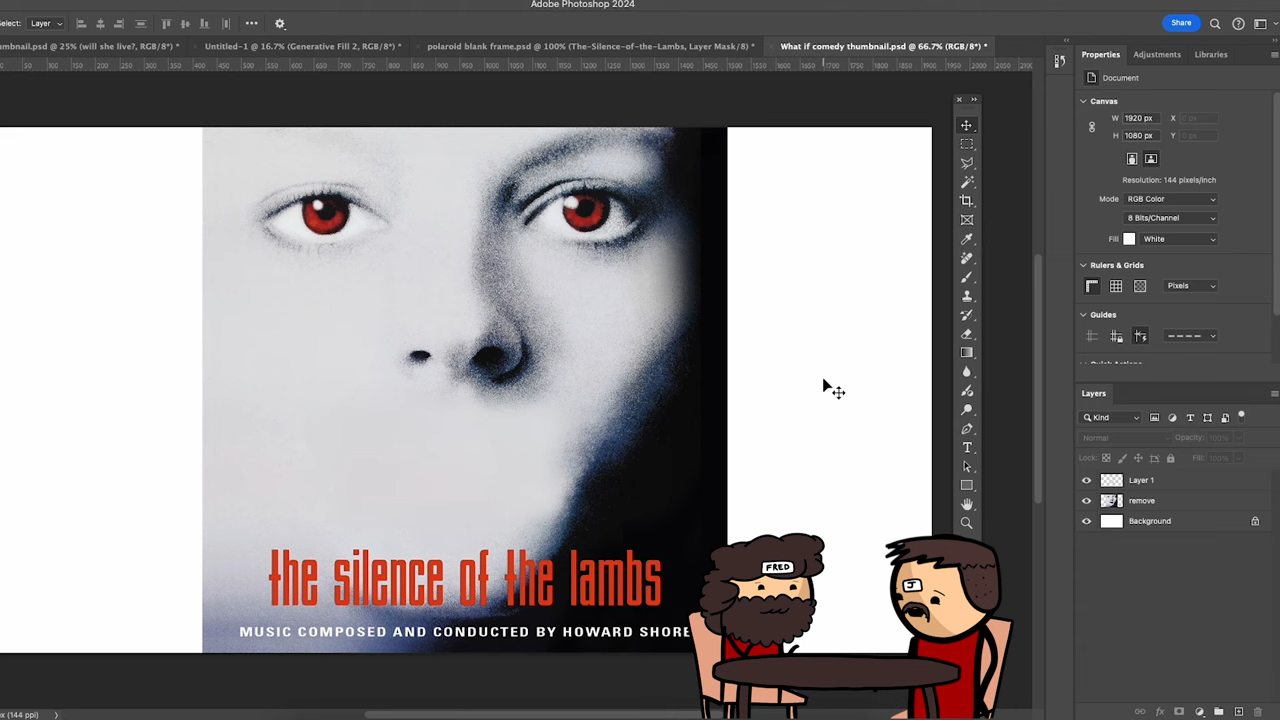 Adobe Photoshop 2024
Select: Layer
Share
thumbnail.psd @ 25% (will she live?, RGB/8*) *
Untitled-1 @ 16.7% (Generative Fill 2, RGB/8*) *
polaroid blank frame.psd @ 100% (The-Silence-of-the-Lambs, Layer Mask/8) *
What if comedy thumbnail.psd @ 66.7% (RGB/8*) *
Properties Adjustments Libraries
Document
Canvas
W 1920 px X 0 px
H 1080 px Y 0 px
Resolution: 144 pixels/inch
Mode RGB Color
8 Bits/Channel
Fill White
Rulers & Grids
Pixels
Guides
Layers
Kind
Normal Opacity: 100%
Lock: Fill: 100%
Layer 1
remove
Background
the silence of the lambs
MUSIC COMPOSED AND CONDUCTED BY HOWARD SHORE
FRED
J
px (144 ppi)